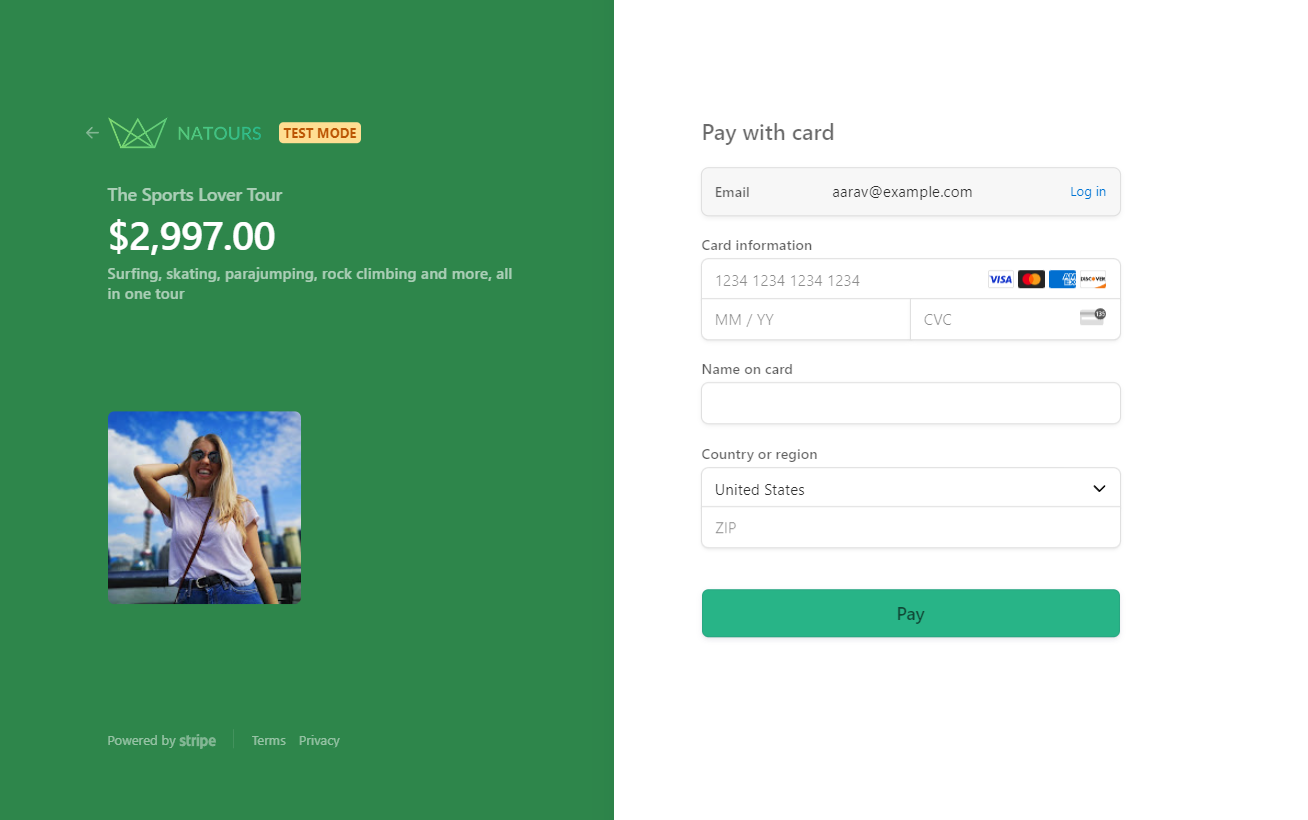 NATOURS TEST MODE
The Sports Lover Tour
$2,997.00
Surfing, skating, parajumping, rock climbing and more, all
in one tour
Powered by stripe Terms Privacy
Pay with card
Email aarav@example.com Log in
Card information
1234 1234 1234 1234 VISA AM EX DISCOVER
MM / YY CVC 135
Name on card
Country or region
United States
ZIP
Pay